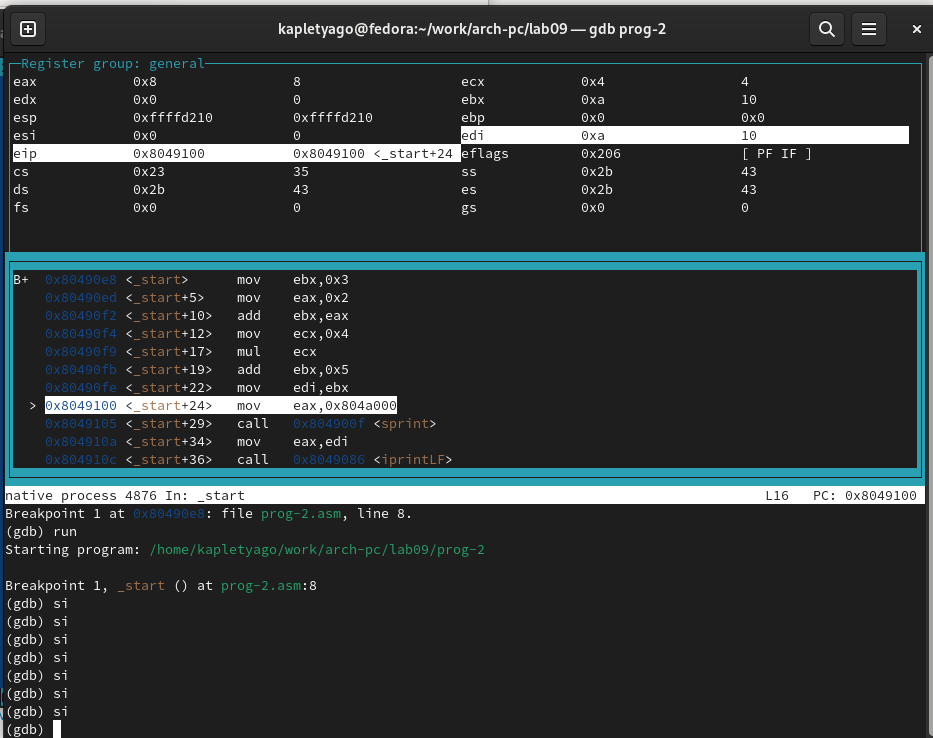 kapletyago@fedora:~/work/arch-pc/lab09 — gdb prog-2
Register group: general
eax 0x8 8 ecx 0x4 4
edx 0x0 0 ebx 0xa 10
esp 0xffffd210 0xffffd210 ebp 0x0 0x0
esi 0x0 0 edi 0xa 10
eip 0x8049100 0x8049100 <_start+24 eflags 0x206 [ PF IF ]
cs 0x23 35 ss 0x2b 43
ds 0x2b 43 es 0x2b 43
fs 0x0 0 gs 0x0 0
B+ 0x80490e8 <_start> mov ebx,0x3
0x80490ed <_start+5> mov eax,0x2
0x80490f2 <_start+10> add ebx,eax
0x80490f4 <_start+12> mov ecx,0x4
0x80490f9 <_start+17> mul ecx
0x80490fb <_start+19> add ebx,0x5
0x80490fe <_start+22> mov edi,ebx
> 0x8049100 <_start+24> mov eax,0x804a000
0x8049105 <_start+29> call 0x804900f <sprint>
0x804910a <_start+34> mov eax,edi
0x804910c <_start+36> call 0x8049086 <iprintLF>
native process 4876 In: _start L16 PC: 0x8049100
Breakpoint 1 at 0x80490e8: file prog-2.asm, line 8.
(gdb) run
Starting program: /home/kapletyago/work/arch-pc/lab09/prog-2
Breakpoint 1, _start () at prog-2.asm:8
(gdb) si
(gdb) si
(gdb) si
(gdb) si
(gdb) si
(gdb) si
(gdb) si
(gdb)